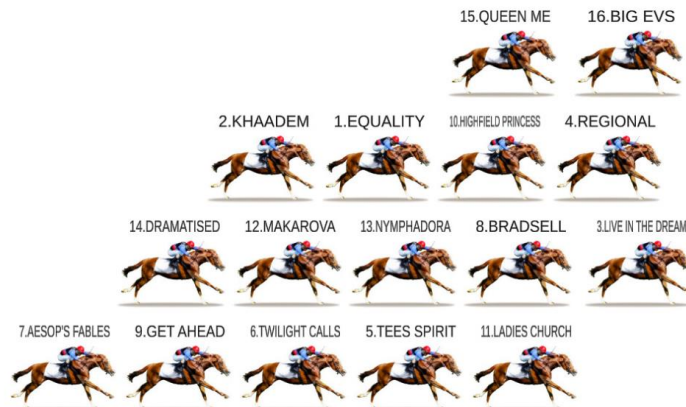 15.QUEEN ME 16.BIG EVS
2.KHAADEM 1.EQUALITY 10.HIGHFIELD PRINCESS 4.REGIONAL
14.DRAMATISED 12.MAKAROVA 13.NYMPHADORA 8.BRADSELL 3.LIVE IN THE DREAM
7.AESOP'S FABLES 9.GET AHEAD 6.TWILIGHT CALLS 5.TEES SPIRIT 11.LADIES CHURCH